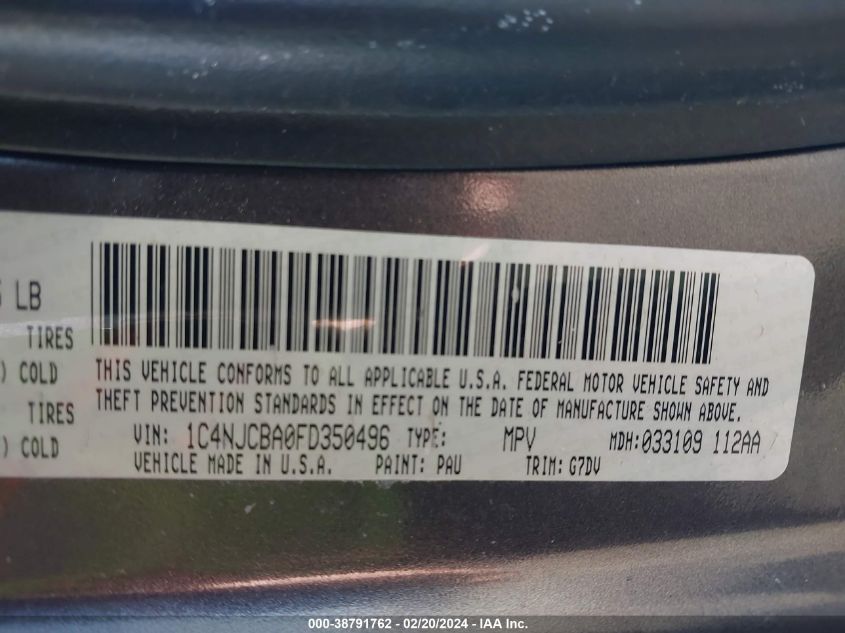 5 LB
TIRES
) COLD
TIRES
) COLD
THIS VEHICLE CONFORMS TO ALL APPLICABLE U.S.A. FEDERAL MOTOR VEHICLE SAFETY AND
THEFT PREVENTION STANDARDS IN EFFECT ON THE DATE OF MANUFACTURE SHOWN ABOVE.
VIN: 1C4NJCBA0FD350496 TYPE: MPV MDH:033109 112AA
VEHICLE MADE IN U.S.A. PAINT: PAU TRIM: G7DV
000-38791762 - 02/20/2024 - IAA Inc.